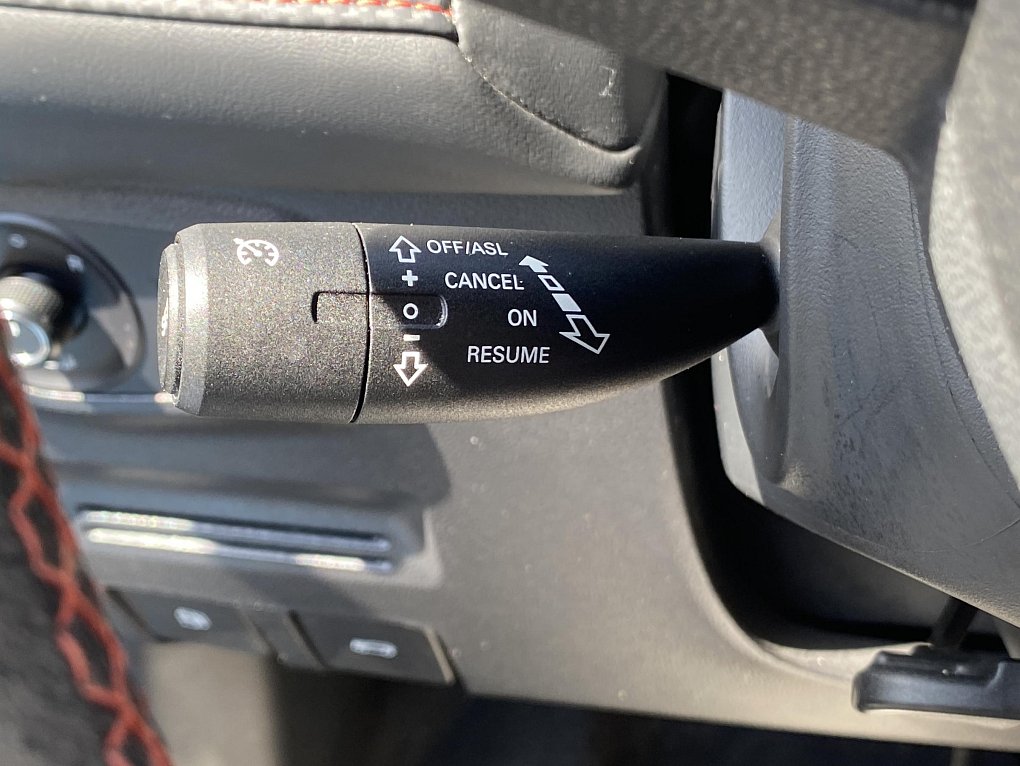 OFF/ASL
+ CANCEL
O ON
- RESUME